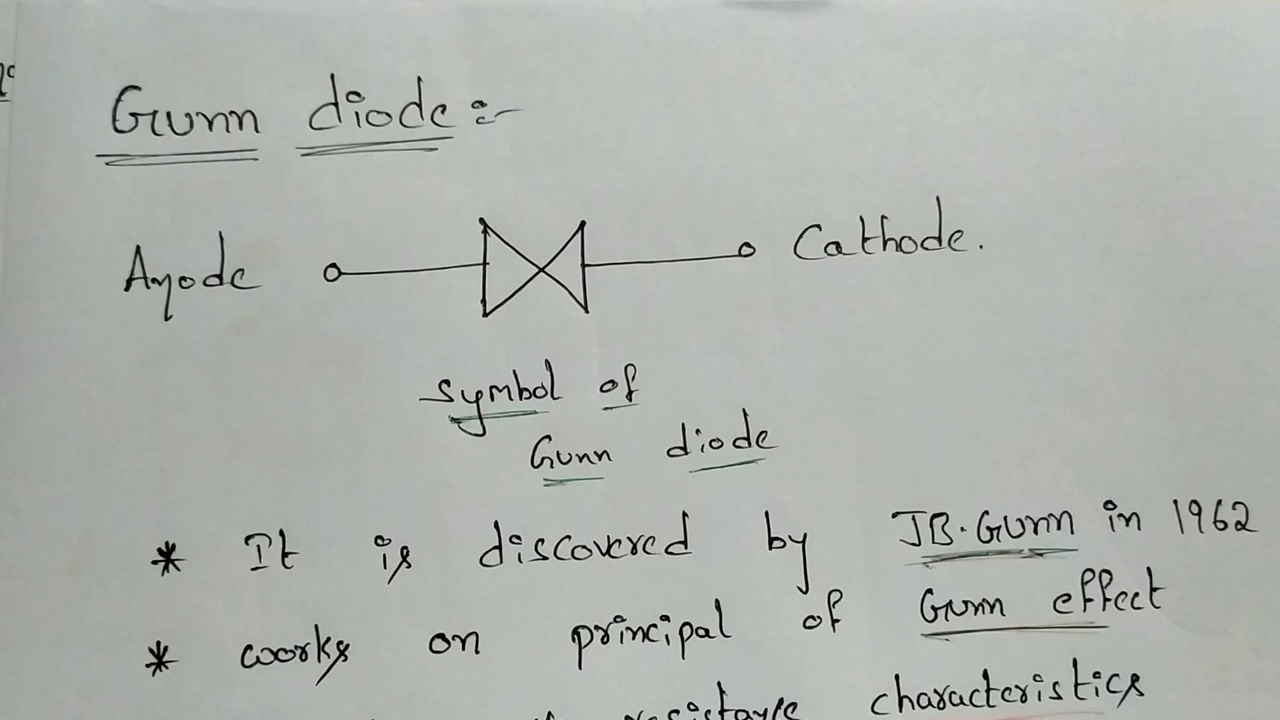 Gunn diode :-
Anode Cathode.
Symbol of
Gunn diode
* It is discovered by JB. Gunn in 1962
* works on principal of Gunn effect
resistance characteristics